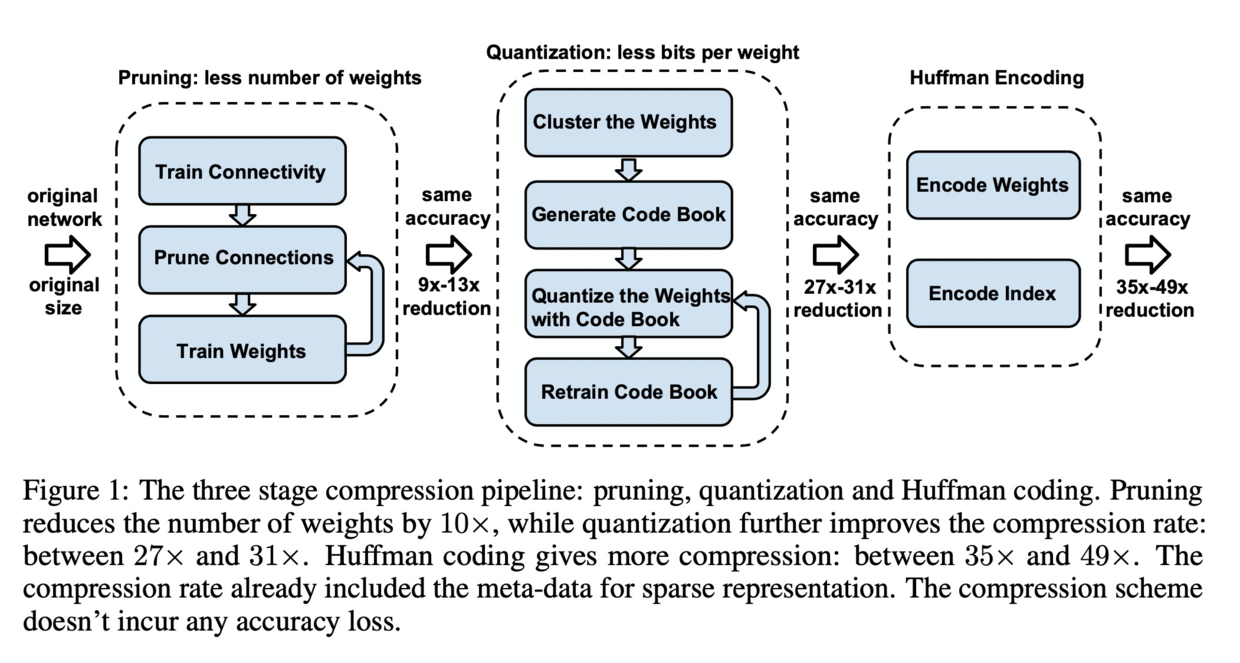 Pruning: less number of weights
Train Connectivity
Prune Connections
Train Weights
original
network
original
size
same
accuracy
9x-13x
reduction
Quantization: less bits per weight
Cluster the Weights
Generate Code Book
Quantize the Weights
with Code Book
Retrain Code Book
same
accuracy
27x-31x
reduction
Huffman Encoding
Encode Weights
Encode Index
same
accuracy
35x-49x
reduction
Figure 1: The three stage compression pipeline: pruning, quantization and Huffman coding. Pruning
reduces the number of weights by 10×, while quantization further improves the compression rate:
between 27× and 31×. Huffman coding gives more compression: between 35× and 49×. The
compression rate already included the meta-data for sparse representation. The compression scheme
doesn't incur any accuracy loss.